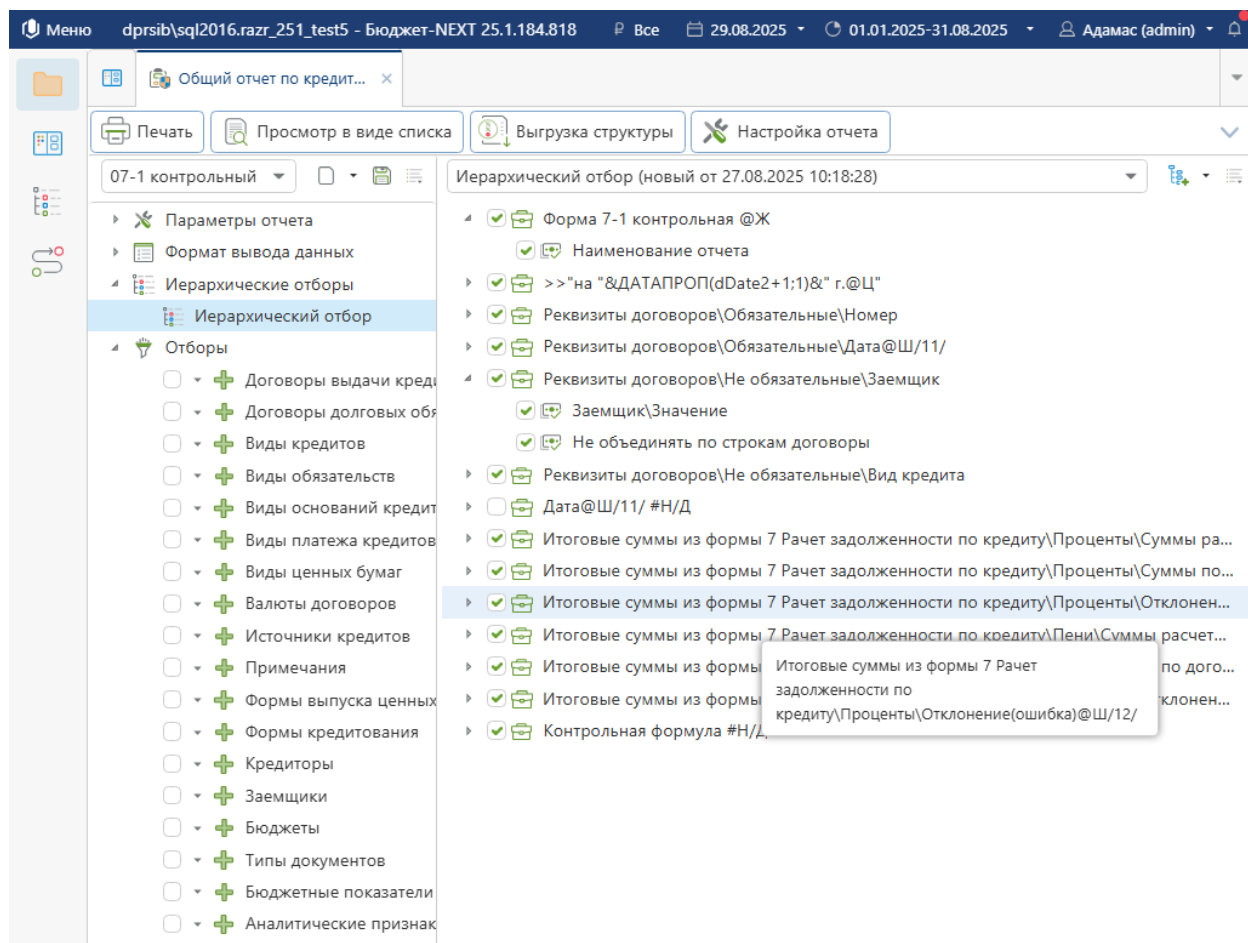 Меню dprsib\sql2016.razr_251_test5 - Бюджет-NEXT 25.1.184.818 ₽ Все 29.08.2025 01.01.2025-31.08.2025 Адамас (admin)
Общий отчет по кредит... ×
Печать Просмотр в виде списка Выгрузка структуры Настройка отчета
07-1 контрольный
Параметры отчета
Формат вывода данных
Иерархические отборы
Иерархический отбор
Отборы
Договоры выдачи кред
Договоры долговых обя
Виды кредитов
Виды обязательств
Виды оснований кредит
Виды платежа кредитов
Виды ценных бумаг
Валюты договоров
Источники кредитов
Примечания
Формы выпуска ценных
Формы кредитования
Кредиторы
Заемщики
Бюджеты
Типы документов
Бюджетные показатели
Аналитические признак
Иерархический отбор (новый от 27.08.2025 10:18:28)
Форма 7-1 контрольная @Ж
Наименование отчета
>>"на "&ДАТАПРОП(dDate2+1;1)&" г.@Ц"
Реквизиты договоров\Обязательные\Номер
Реквизиты договоров\Обязательные\Дата@Ш/11/
Реквизиты договоров\Не обязательные\Заемщик
Заемщик\Значение
Не объединять по строкам договоры
Реквизиты договоров\Не обязательные\Вид кредита
Дата@Ш/11/ #Н/Д
Итоговые суммы из формы 7 Рачет задолженности по кредиту\Проценты\Суммы ра...
Итоговые суммы из формы 7 Рачет задолженности по кредиту\Проценты\Суммы по...
Итоговые суммы из формы 7 Рачет задолженности по кредиту\Проценты\Отклонен...
Итоговые суммы из формы 7 Рачет задолженности по кредиту\Пени\Суммы расчет...
Итоговые суммы из формы по дого...
Итоговые суммы из формы клонен...
Контрольная формула #Н/Д
Итоговые суммы из формы 7 Рачет
задолженности по
кредиту\Проценты\Отклонение(ошибка)@Ш/12/